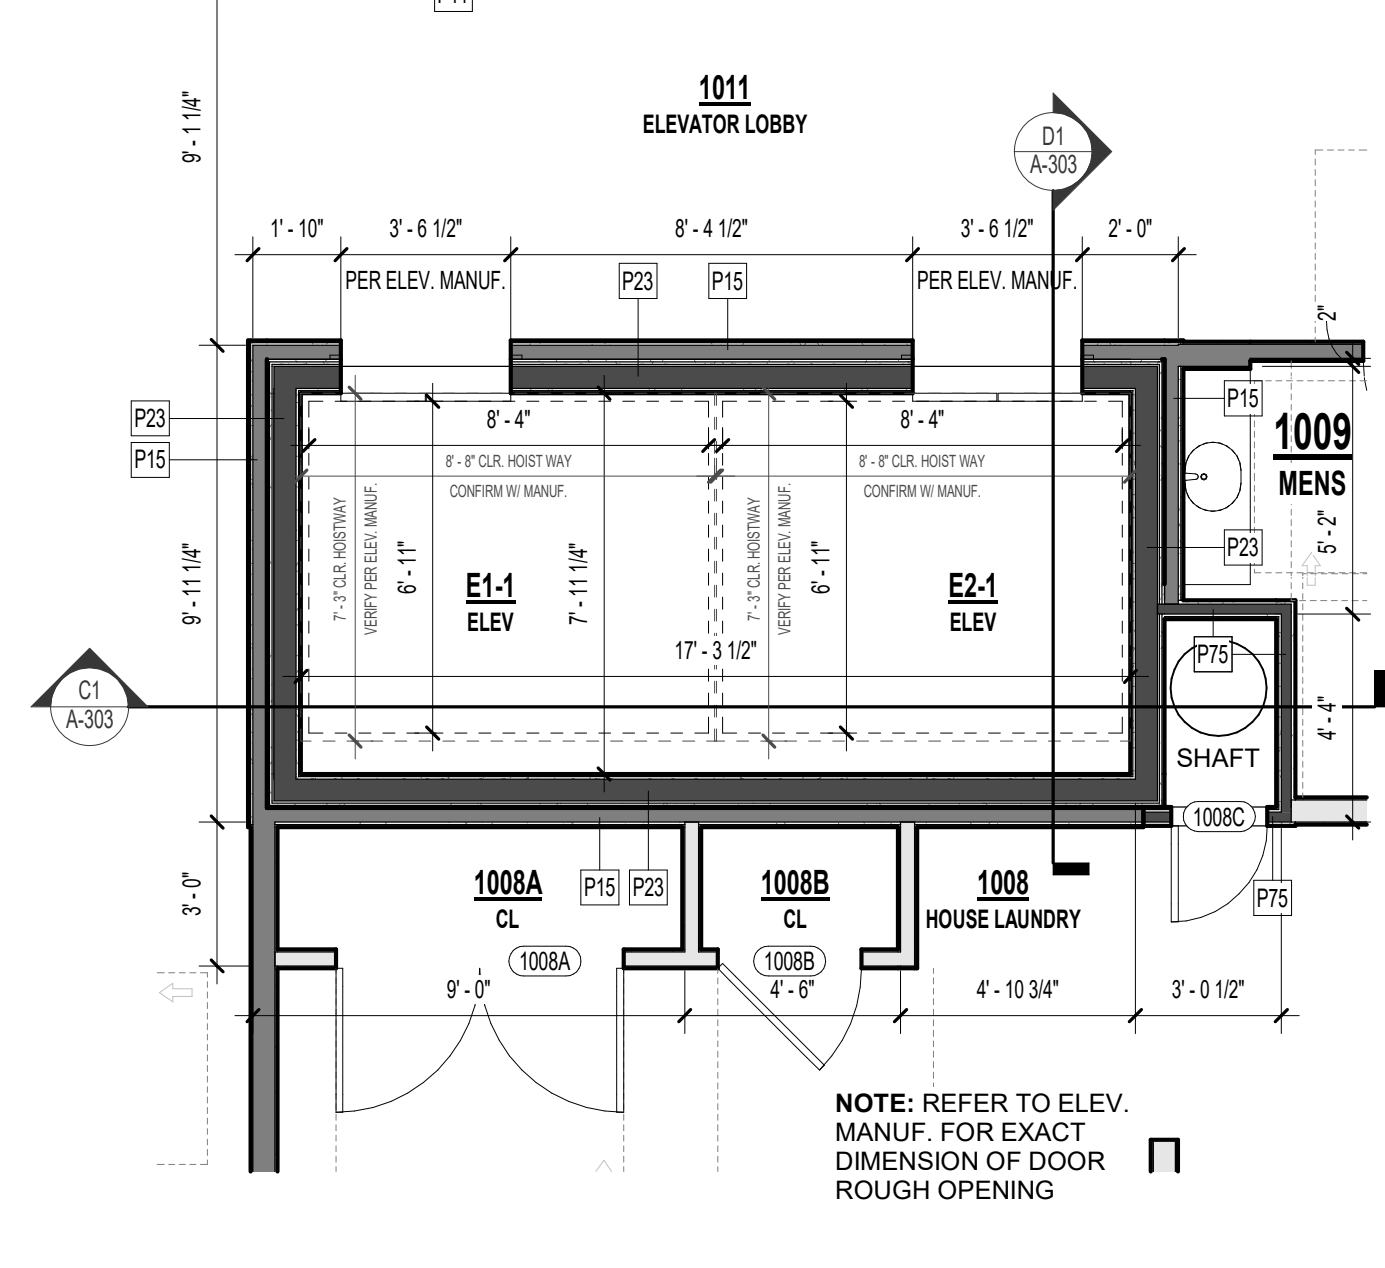 1011
ELEVATOR LOBBY
9' - 1 1/4"
D1
A-303
1' - 10"
3' - 6 1/2"
8' - 4 1/2"
3' - 6 1/2"
2' - 0"
PER ELEV. MANUF.
P23
P15
PER ELEV. MANUF.
2"
P23
P15
8' - 4"
8' - 4"
P15
1009
MENS
8' - 8" CLR. HOIST WAY
CONFIRM W/ MANUF.
8' - 8" CLR. HOIST WAY
CONFIRM W/ MANUF.
9' - 11 1/4"
7' - 3" CLR. HOISTWAY
VERIFY PER ELEV. MANUF.
6' - 11"
E1-1
ELEV
7' - 11 1/4"
7' - 3" CLR. HOISTWAY
VERIFY PER ELEV. MANUF.
6' - 11"
E2-1
ELEV
P23
5' - 2"
17' - 3 1/2"
P75
C1
A-303
4' - 4"
SHAFT
1008C
3' - 0"
1008A
CL
P15
P23
1008B
CL
1008
HOUSE LAUNDRY
P75
1008A
1008B
9' - 0"
4' - 6"
4' - 10 3/4"
3' - 0 1/2"
NOTE: REFER TO ELEV.
MANUF. FOR EXACT
DIMENSION OF DOOR
ROUGH OPENING